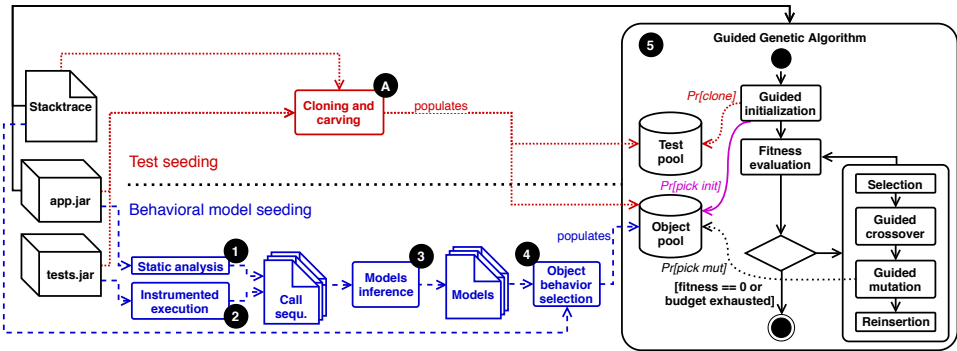 Stacktrace
app.jar
tests.jar
A
Cloning and
carving
populates
Test seeding
Behavioral model seeding
1
Static analysis
Instrumented
execution
2
Call
sequ.
Models
inference
3
Models
4
Object
behavior
selection
populates
5
Guided Genetic Algorithm
Pr[clone]
Guided
initialization
Test
pool
Fitness
evaluation
Pr[pick init]
Object
pool
Pr[pick mut]
[fitness == 0 or
budget exhausted]
Selection
Guided
crossover
Guided
mutation
Reinsertion